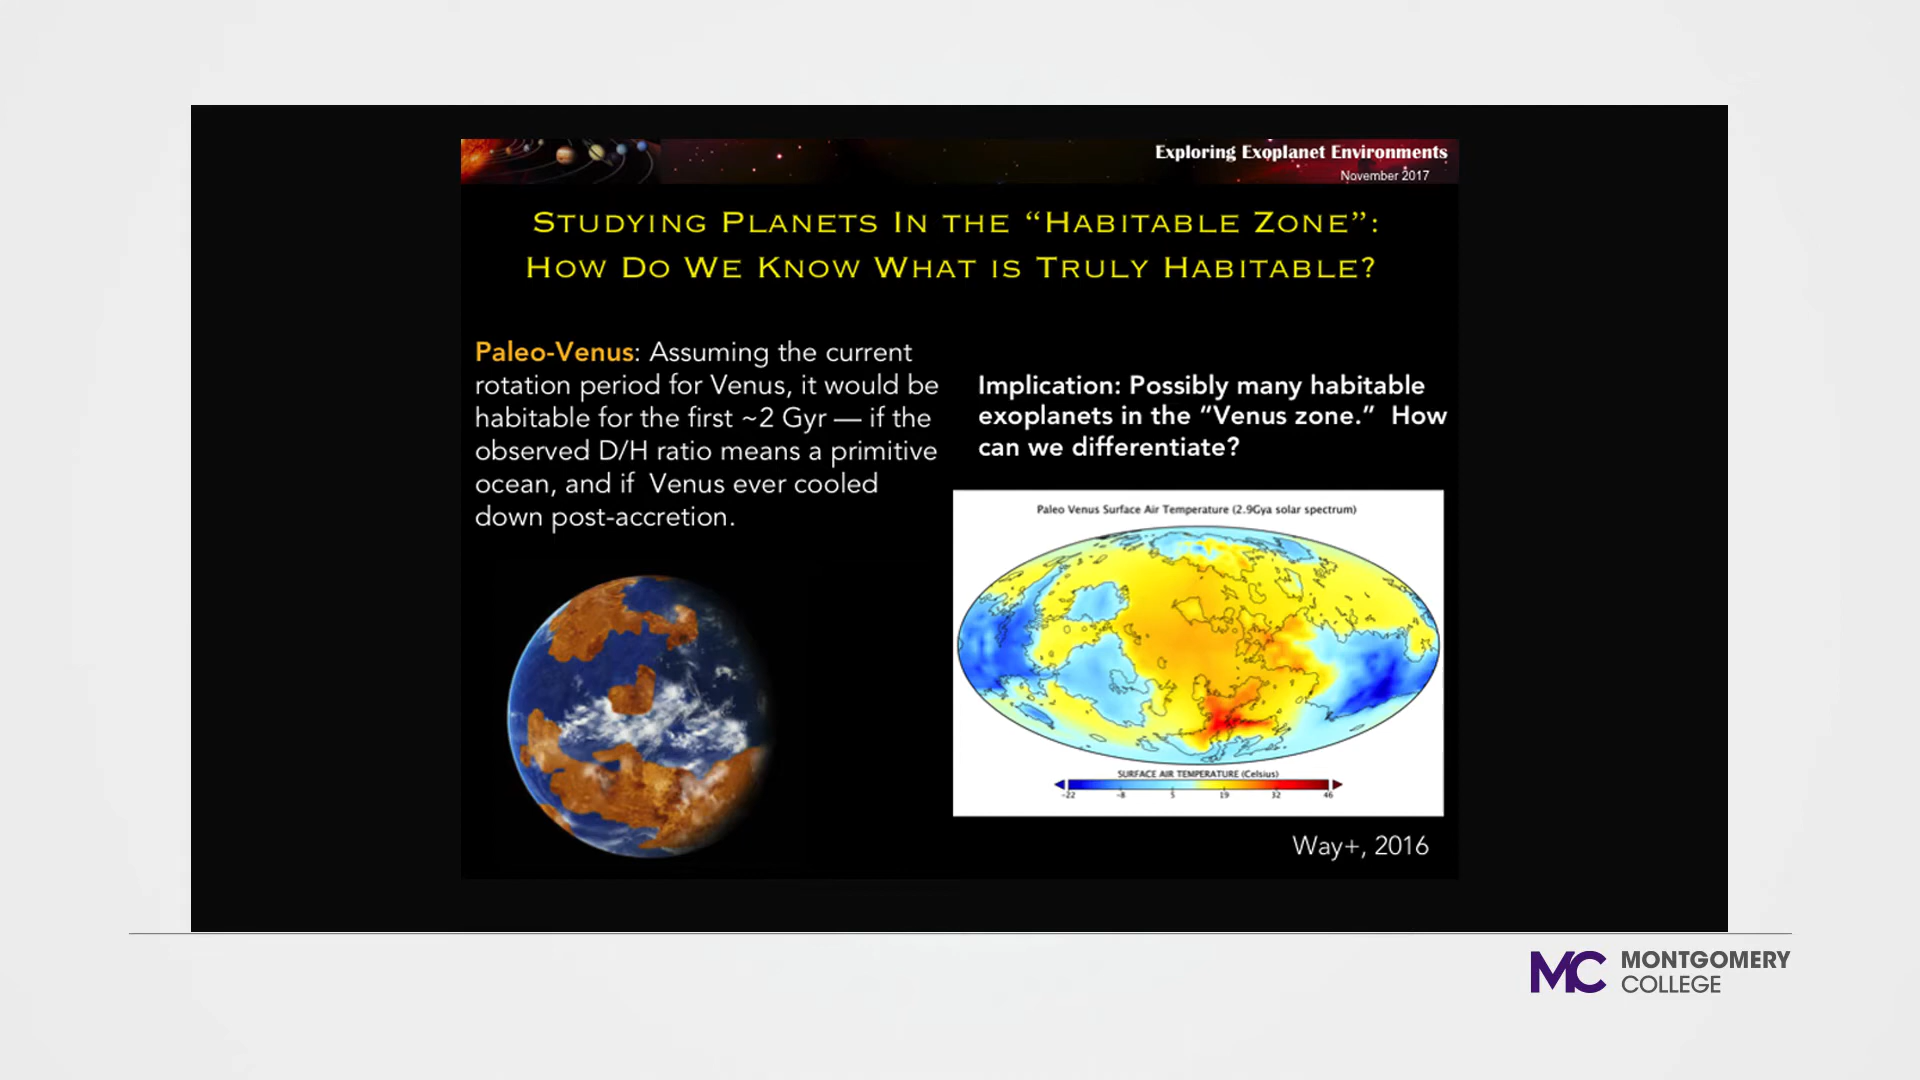 Exploring Exoplanet Environments
November 2017
STUDYING PLANETS IN THE “HABITABLE ZONE”:
HOW DO WE KNOW WHAT IS TRULY HABITABLE?
Paleo-Venus: Assuming the current
rotation period for Venus, it would be
habitable for the first ~2 Gyr — if the
observed D/H ratio means a primitive
ocean, and if Venus ever cooled
down post-accretion.
Implication: Possibly many habitable
exoplanets in the “Venus zone.” How
can we differentiate?
Paleo Venus Surface Air Temperature (2.9Gya solar spectrum)
SURFACE AIR TEMPERATURE (Celsius)
-22 -8 5 19 32 46
Way+, 2016
MC MONTGOMERY
COLLEGE